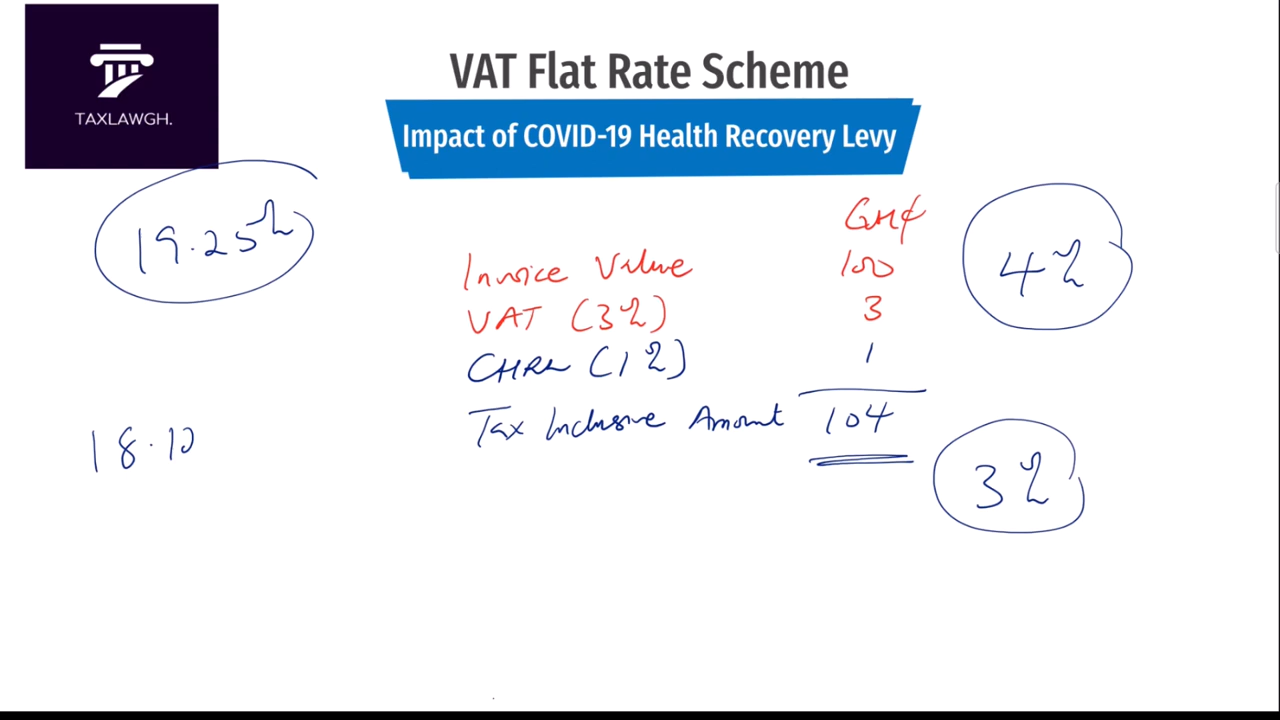 TAXLAWGH.
VAT Flat Rate Scheme
Impact of COVID-19 Health Recovery Levy
19.25%
GH¢
Invoice Value 100
VAT (3%) 3
CHRL (1%) 1
Tax Inclusive Amount 104
4%
18.12
3%